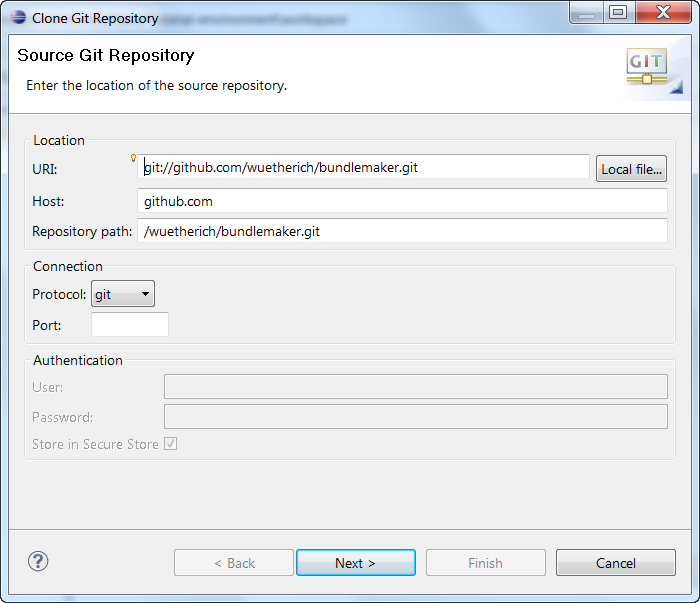 Clone Git Repository
Source Git Repository
Enter the location of the source repository.
GIT
Location
URI: git://github.com/wuetherich/bundlemaker.git Local file...
Host: github.com
Repository path: /wuetherich/bundlemaker.git
Connection
Protocol: git
Port:
Authentication
User:
Password:
Store in Secure Store
? < Back Next > Finish Cancel